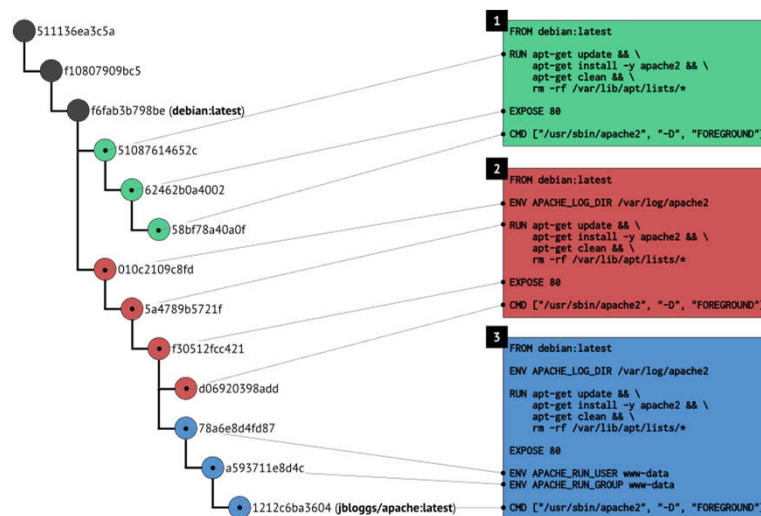 511136ea3c5a
f10807909bc5
f6fab3b798be (debian:latest)
51087614652c
62462b0a4002
58bf78a40a0f
010c2109c8fd
5a4789b5721f
f30512fcc421
d06920398add
78a6e8d4fd87
a593711e8d4c
1212c6ba3604 (jbloggs/apache:latest)
1
FROM debian:latest
RUN apt-get update && \
apt-get install -y apache2 && \
apt-get clean && \
rm -rf /var/lib/apt/lists/*
EXPOSE 80
CMD ["/usr/sbin/apache2", "-D", "FOREGROUND"]
2
FROM debian:latest
ENV APACHE_LOG_DIR /var/log/apache2
RUN apt-get update && \
apt-get install -y apache2 && \
apt-get clean && \
rm -rf /var/lib/apt/lists/*
EXPOSE 80
CMD ["/usr/sbin/apache2", "-D", "FOREGROUND"]
3
FROM debian:latest
ENV APACHE_LOG_DIR /var/log/apache2
RUN apt-get update && \
apt-get install -y apache2 && \
apt-get clean && \
rm -rf /var/lib/apt/lists/*
EXPOSE 80
ENV APACHE_RUN_USER www-data
ENV APACHE_RUN_GROUP www-data
CMD ["/usr/sbin/apache2", "-D", "FOREGROUND"]